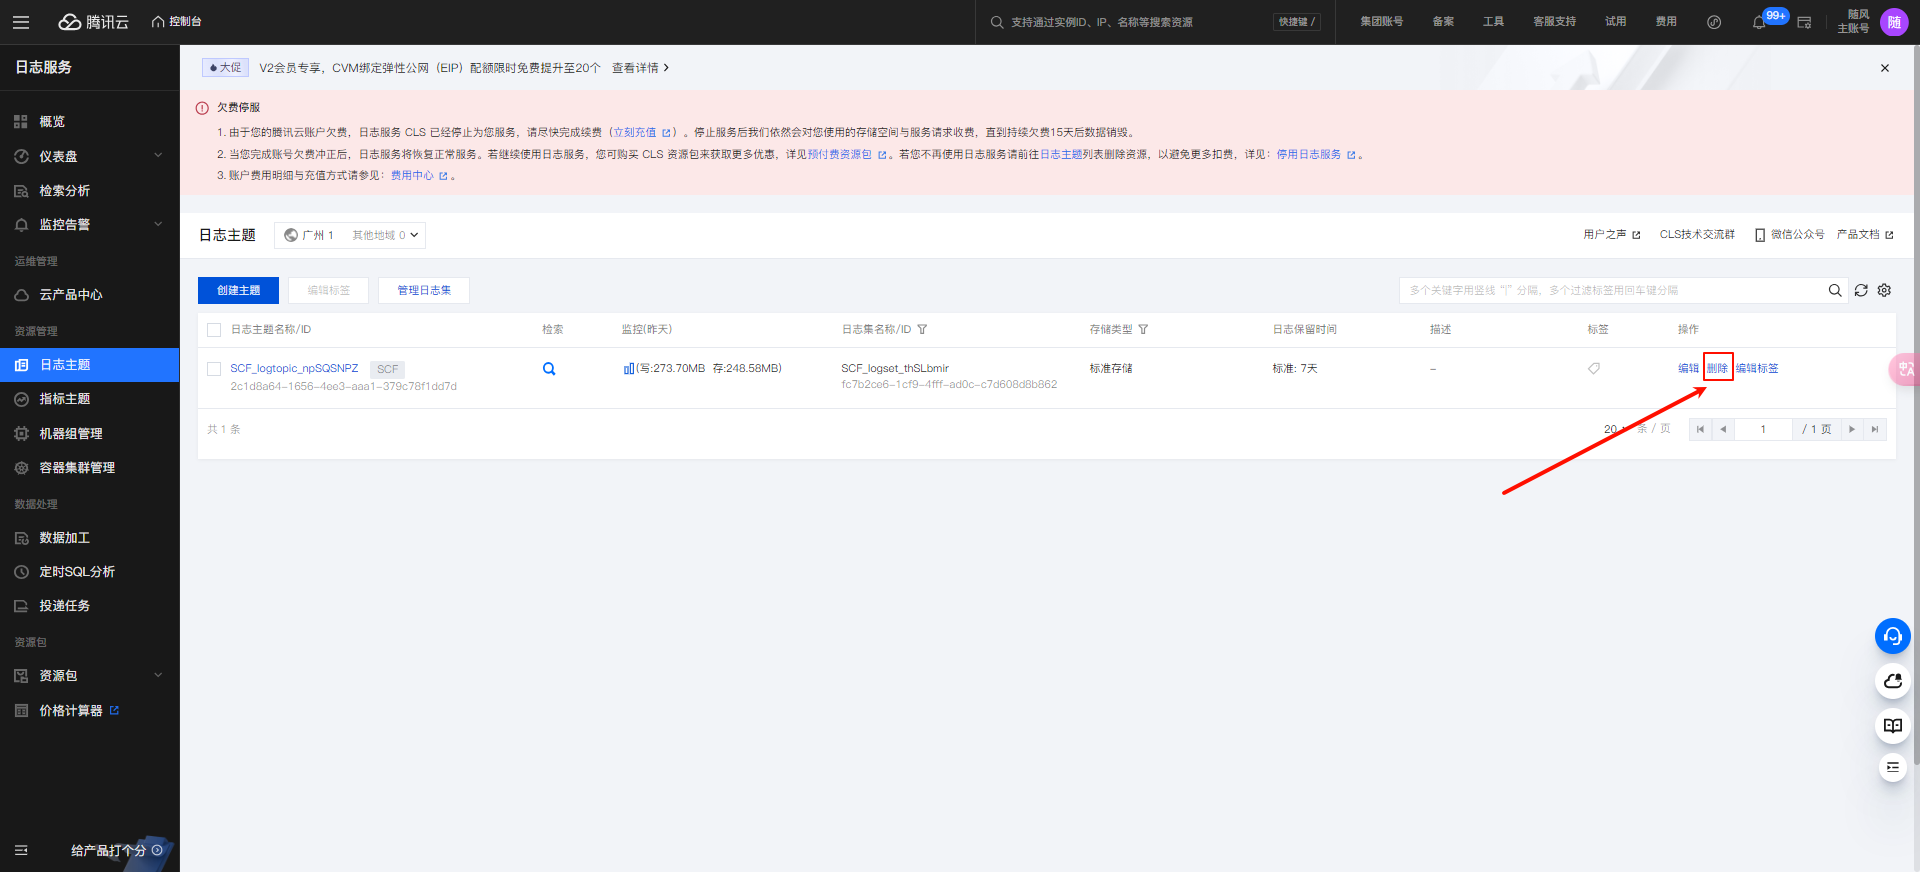 腾讯云
控制台
支持通过实例ID、IP、名称等搜索资源
快捷键 /
集团账号
备案
工具
客服支持
试用
费用
99+
随风
主账号
随
日志服务
概览
仪表盘
检索分析
监控告警
运维管理
云产品中心
资源管理
日志主题
指标主题
机器组管理
容器集群管理
数据处理
数据加工
定时SQL分析
投递任务
资源包
资源包
价格计算器
给产品打个分
大促 V2会员专享，CVM绑定弹性公网（EIP）配额限时免费提升至20个 查看详情
欠费停服
1. 由于您的腾讯云账户欠费，日志服务 CLS 已经停止为您服务，请尽快完成续费（立刻充值）。停止服务后我们依然会对您使用的存储空间与服务请求收费，直到持续欠费15天后数据销毁。
2. 当您完成账号欠费冲正后，日志服务将恢复正常服务。若继续使用日志服务，您可购买 CLS 资源包来获取更多优惠，详见预付费资源包。若您不再使用日志服务请前往日志主题列表删除资源，以避免更多扣费，详见：停用日志服务。
3. 账户费用明细与充值方式请参见：费用中心。
日志主题 广州 1 其他地域 0
用户之声 CLS技术交流群 微信公众号 产品文档
创建主题 编辑标签 管理日志集
多个关键字用竖线 "|" 分隔，多个过滤标签用回车键分隔
日志主题名称/ID 检索 监控(昨天) 日志集名称/ID 存储类型 日志保留时间 描述 标签 操作
SCF_logtopic_npSQSNPZ SCF (写:273.70MB 存:248.58MB) SCF_logset_thSLbmlr 标准存储 标准: 7天 – 编辑 删除 编辑标签
2c1d8a64-1656-4ee3-aaa1-379c78f1dd7d fc7b2ce6-1cf9-4fff-ad0c-c7d608d8b862
共 1 条
20 条 / 页 1 / 1 页
中A